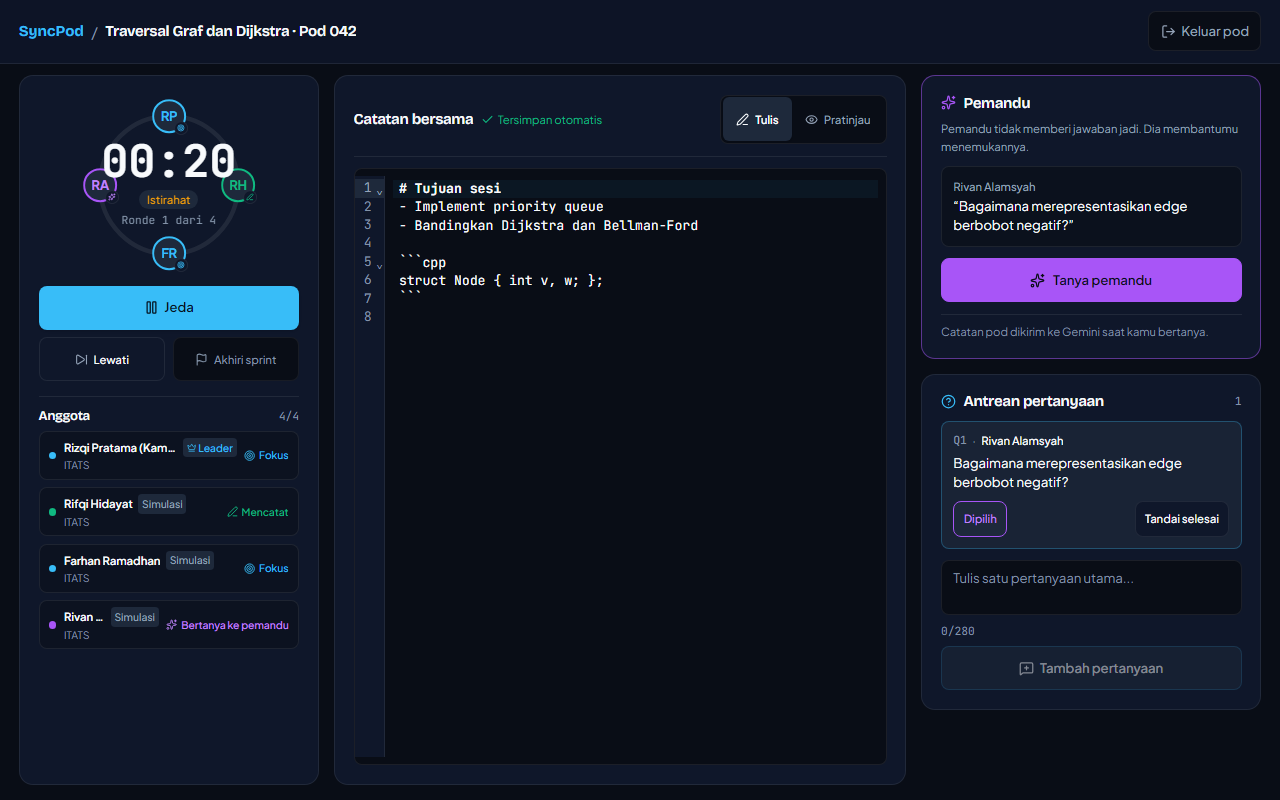 SyncPod / Traversal Graf dan Dijkstra · Pod 042
Keluar pod
RP
00:20
RA
RH
Istirahat
Ronde 1 dari 4
FR
Jeda
Lewati
Akhiri sprint
Anggota
4/4
Rizqi Pratama (Kam…
Leader
Fokus
ITATS
Rifqi Hidayat
Simulasi
Mencatat
ITATS
Farhan Ramadhan
Simulasi
Fokus
ITATS
Rivan …
Simulasi
Bertanya ke pemandu
ITATS
Catatan bersama
Tersimpan otomatis
Tulis
Pratinjau
1 # Tujuan sesi
2 - Implement priority queue
3 - Bandingkan Dijkstra dan Bellman-Ford
4
5 ```cpp
6 struct Node { int v, w; };
7 ```
8
Pemandu
Pemandu tidak memberi jawaban jadi. Dia membantumu
menemukannya.
Rivan Alamsyah
“Bagaimana merepresentasikan edge
berbobot negatif?”
Tanya pemandu
Catatan pod dikirim ke Gemini saat kamu bertanya.
Antrean pertanyaan
1
Q1 · Rivan Alamsyah
Bagaimana merepresentasikan edge
berbobot negatif?
Dipilih
Tandai selesai
Tulis satu pertanyaan utama...
0/280
Tambah pertanyaan